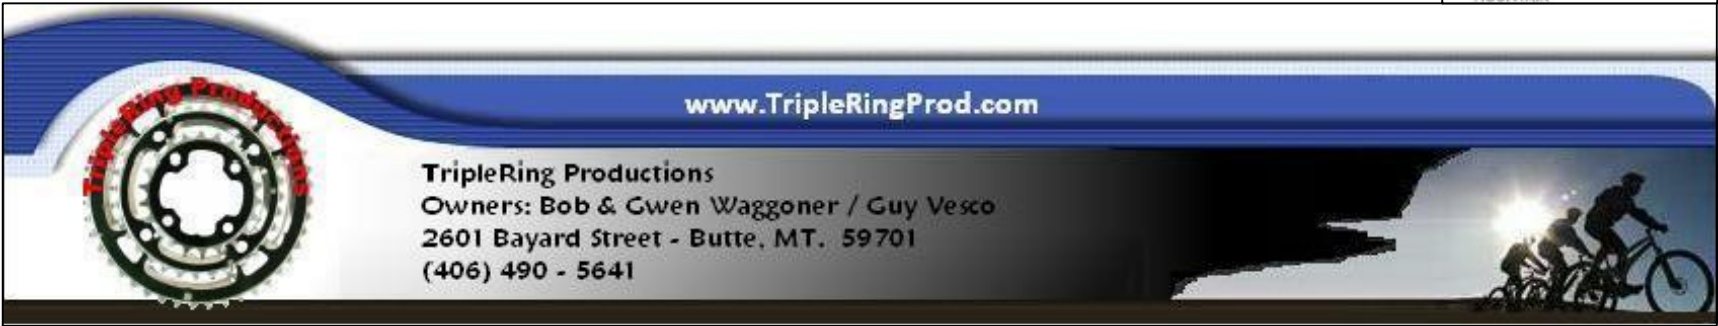 www.TripleRingProd.com
TripleRing Productions
TripleRing Productions
Owners: Bob & Gwen Waggoner / Guy Vesco
2601 Bayard Street - Butte, MT.  59701
(406) 490 - 5641